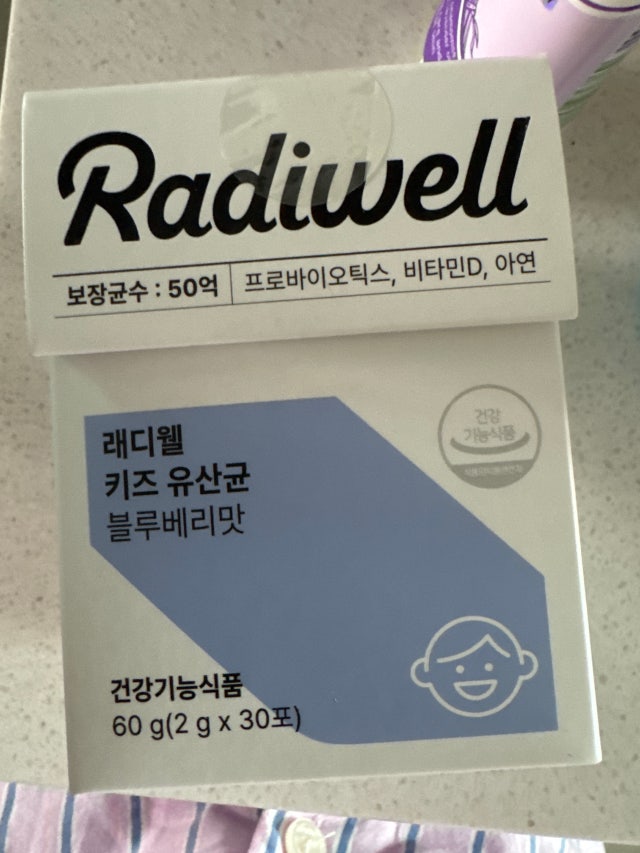 Radiwell
보장균수 : 50억
프로바이오틱스, 비타민D, 아연
래디웰
키즈 유산균
블루베리맛
건강
기능식품
건강기능식품
60 g(2 g x 30포)